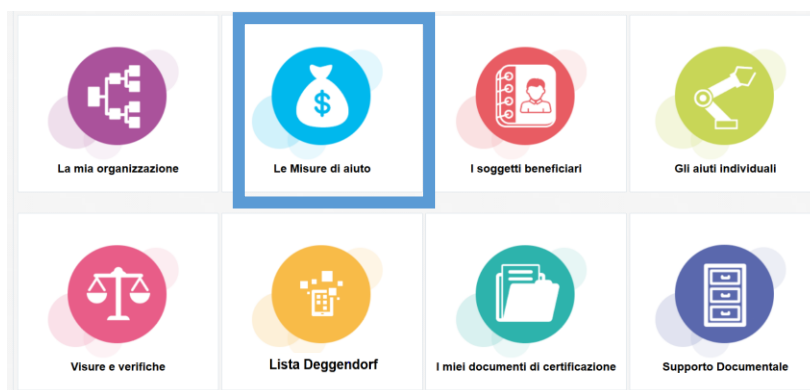 La mia organizzazione
Le Misure di aiuto
I soggetti beneficiari
Gli aiuti individuali
Visure e verifiche
Lista Deggendorf
I miei documenti di certificazione
Supporto Documentale